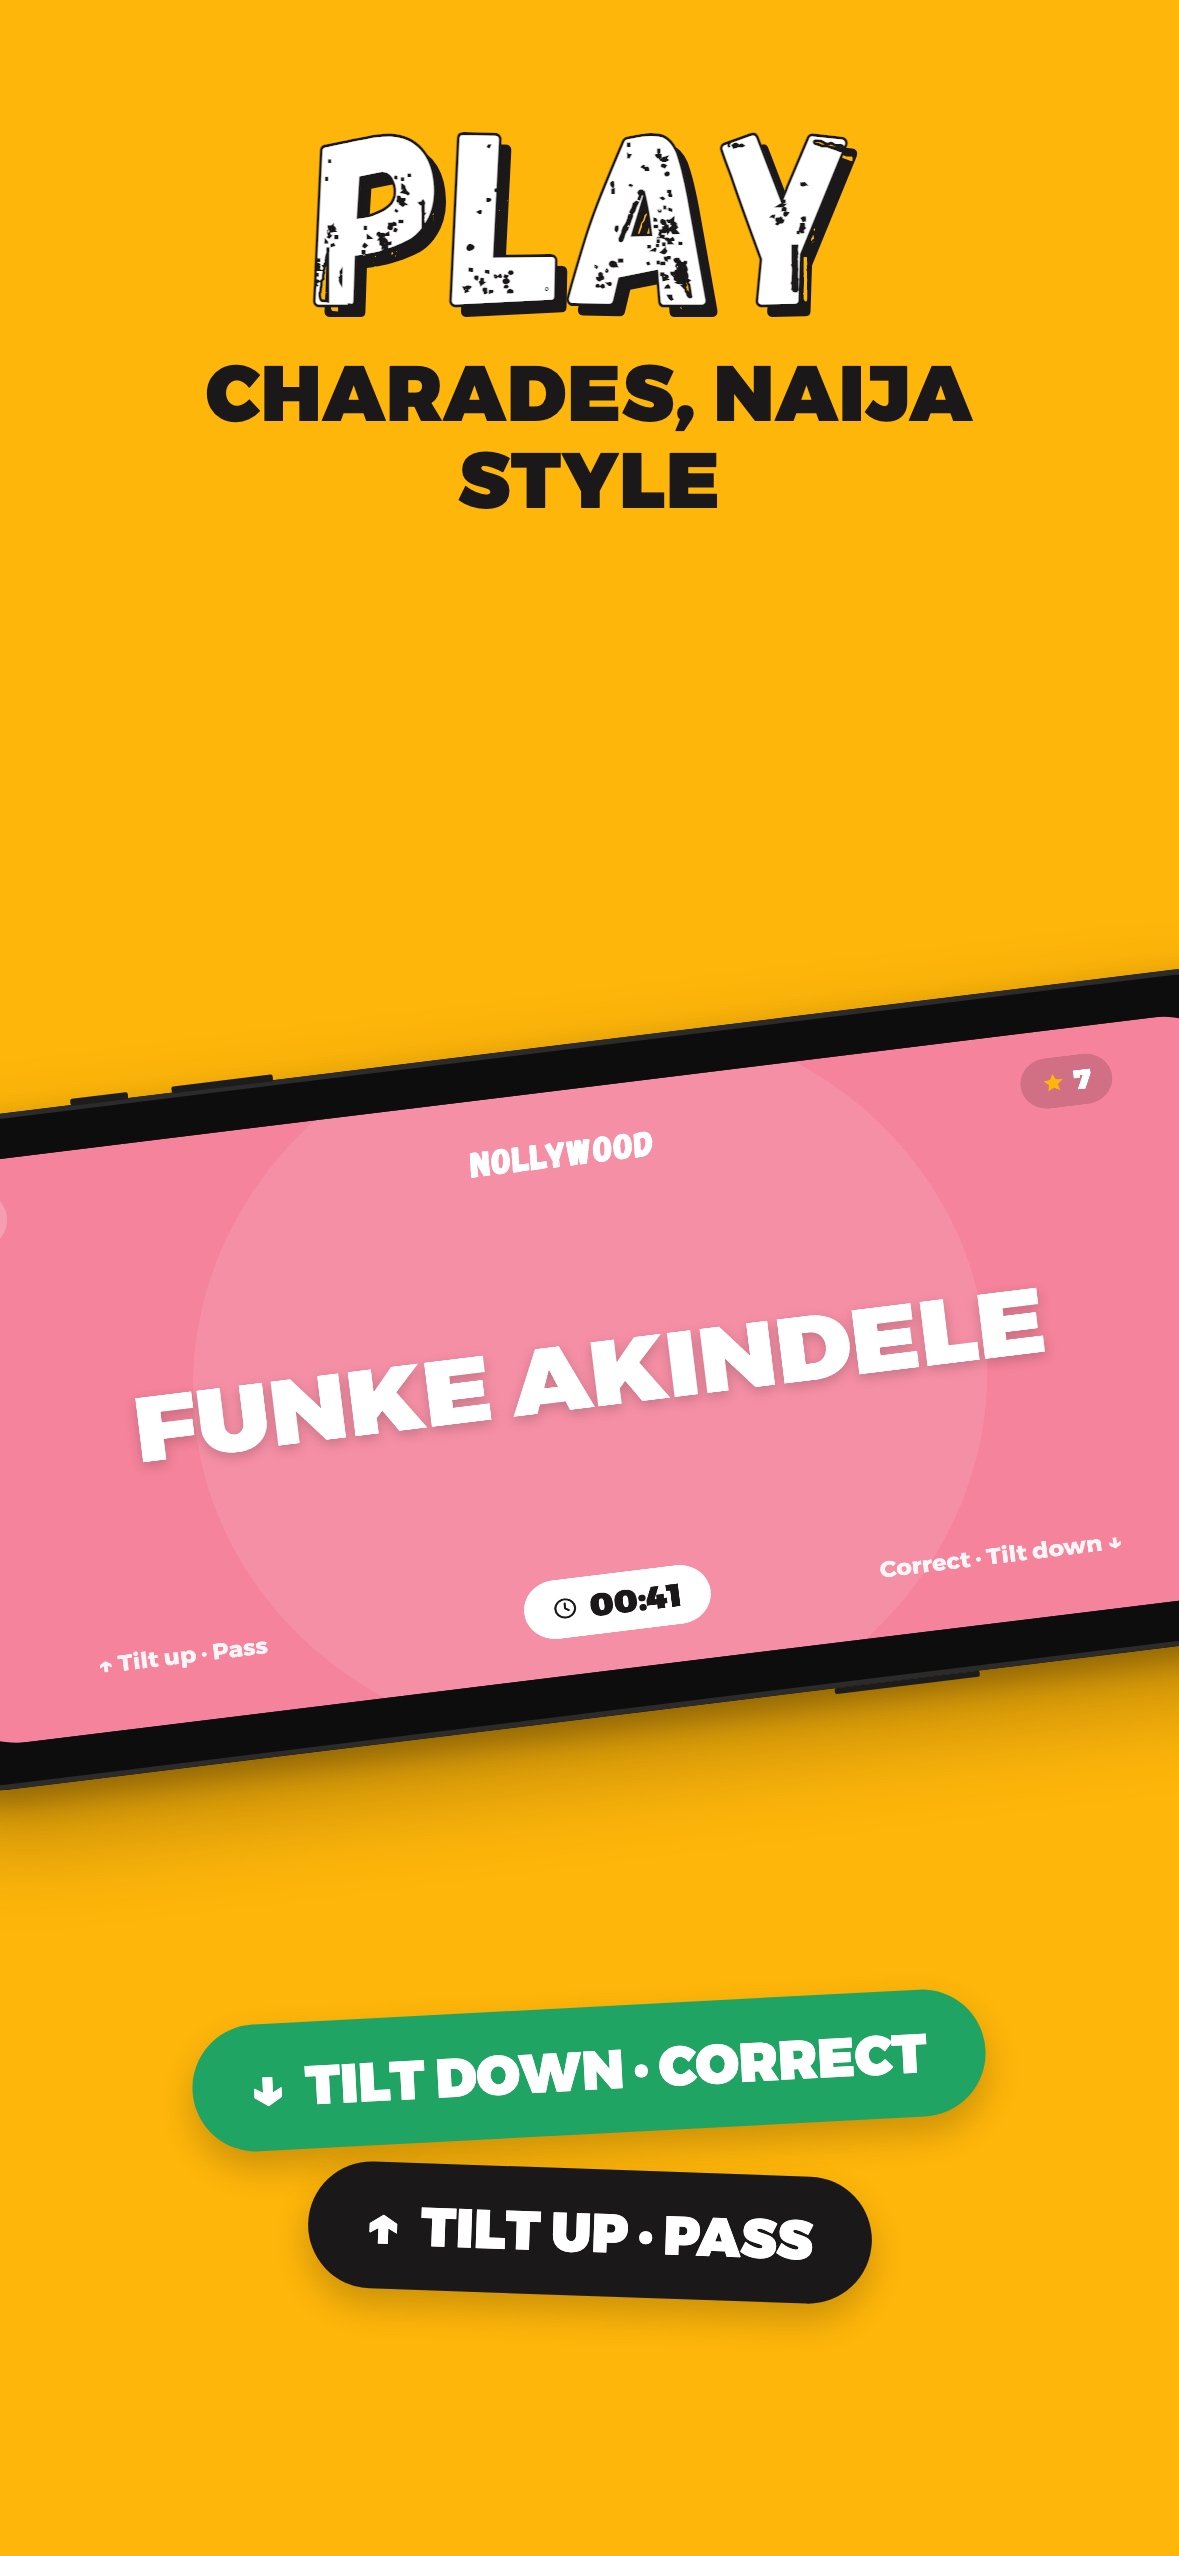 PLAY
CHARADES, NAIJA
STYLE
★ 7
NOLLYWOOD
FUNKE AKINDELE
Correct · Tilt down ↓
00:41
↑ Tilt up · Pass
↓ TILT DOWN · CORRECT
↑ TILT UP · PASS